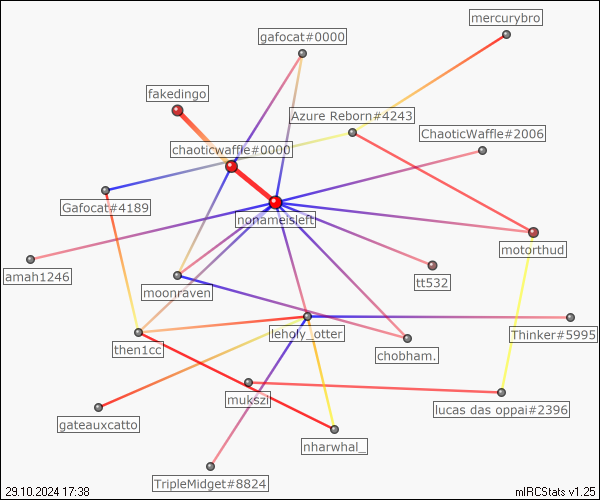 mercurybro
gafocat#0000
fakedingo
Azure Reborn#4243
ChaoticWaffle#2006
chaoticwaffle#0000
Gafocat#4189
nonameisleft
motorthud
amah1246
tt532
moonraven
leholy_otter
Thinker#5995
then1cc
chobham.
mukszi
lucas das oppai#2396
gateauxcatto
nharwhal_
TripleMidget#8824
29.10.2024 17:38
mIRCStats v1.25